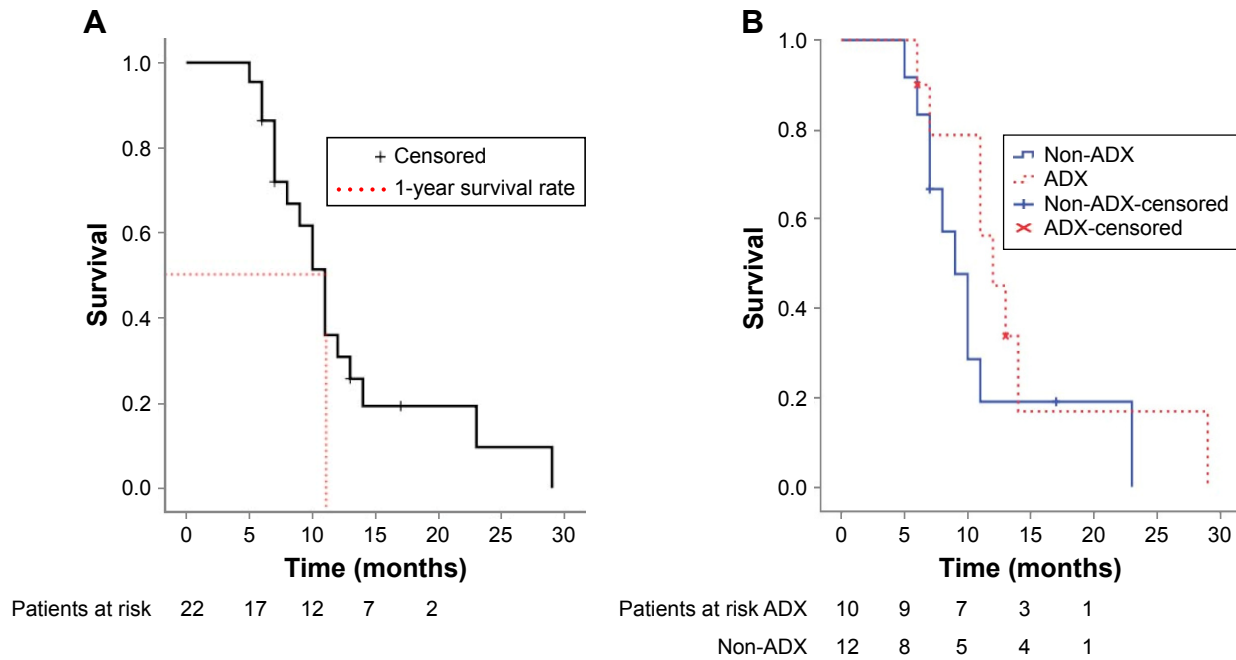 A
Survival
1.0
0.8
0.6
0.4
0.2
0.0
Censored
1-year survival rate
0 5 10 15 20 25 30
Time (months)
Patients at risk 22 17 12 7 2
B
Survival
1.0
0.8
0.6
0.4
0.2
0.0
Non-ADX
ADX
Non-ADX-censored
ADX-censored
0 5 10 15 20 25 30
Time (months)
Patients at risk ADX 10 9 7 3 1
Non-ADX 12 8 5 4 1